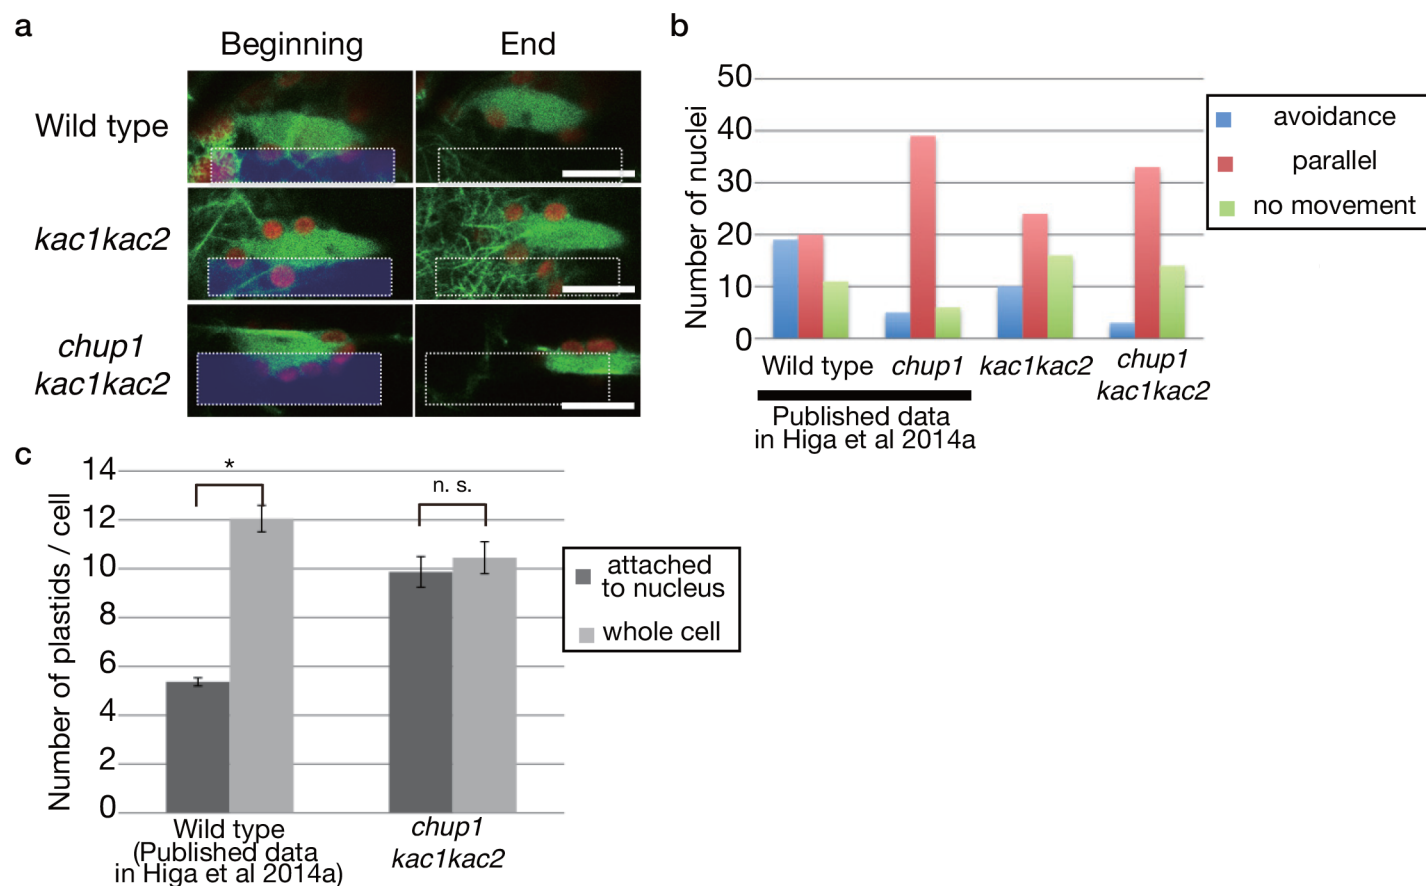 a
Beginning
End
Wild type
kac1kac2
chup1
kac1kac2
b
Number of nuclei
50
40
30
20
10
0
Wild type
chup1
kac1kac2
chup1
kac1kac2
Published data
in Higa et al 2014a
avoidance
parallel
no movement
c
Number of plastids / cell
14
12
10
8
6
4
2
0
*
n. s.
Wild type
(Published data
in Higa et al 2014a)
chup1
kac1kac2
attached
to nucleus
whole cell